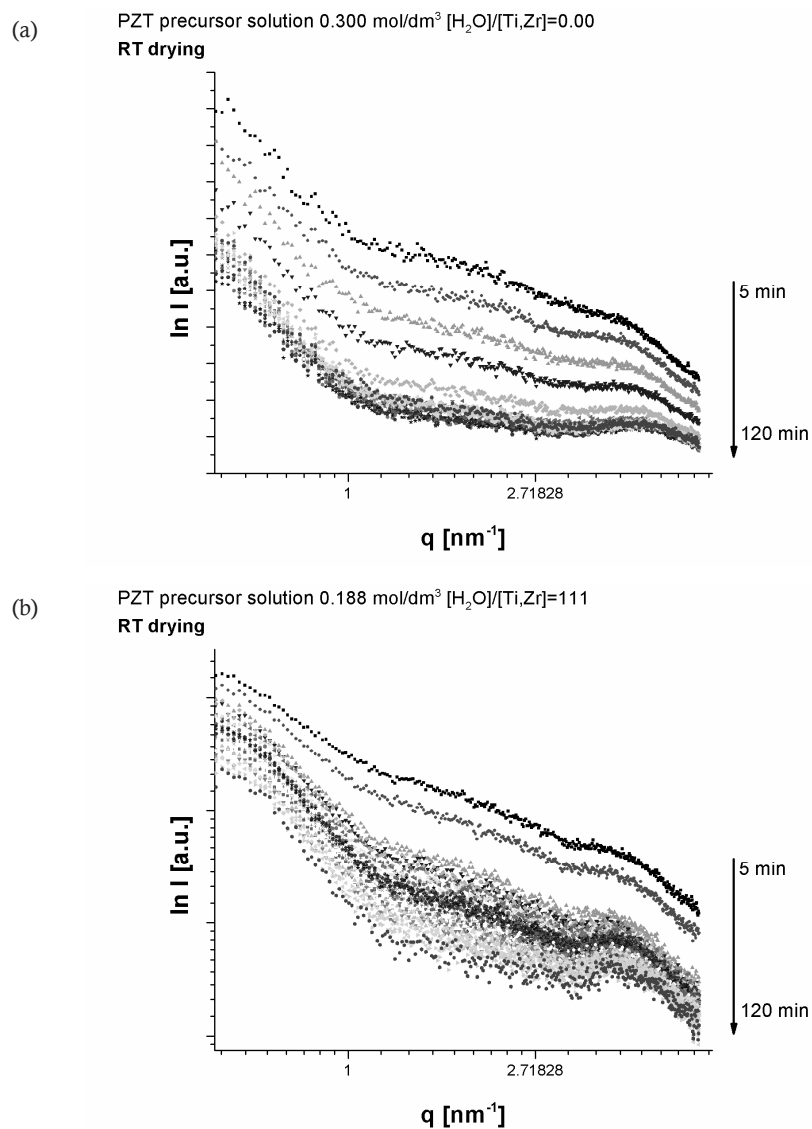 (a)
PZT precursor solution 0.300 mol/dm³ [H₂O]/[Ti,Zr]=0.00
RT drying
ln I [a.u.]
5 min
120 min
1
2.71828
q [nm⁻¹]
(b)
PZT precursor solution 0.188 mol/dm³ [H₂O]/[Ti,Zr]=111
RT drying
ln I [a.u.]
5 min
120 min
1
2.71828
q [nm⁻¹]